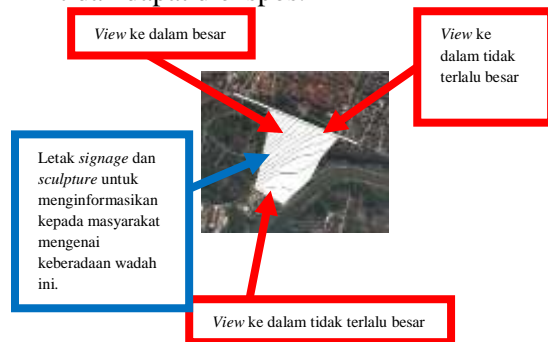 View ke dalam besar
View ke
dalam tidak
terlalu besar
Letak signage dan
sculpture untuk
menginformasikan
kepada masyarakat
mengenai
keberadaan wadah
ini.
View ke dalam tidak terlalu besar